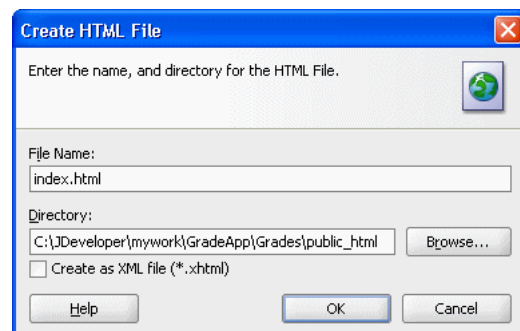 Create HTML File
Enter the name, and directory for the HTML File.
File Name:
index.html
Directory:
C:\JDeveloper\mywork\GradeApp\Grades\public_html
Browse...
Create as XML file (*.xhtml)
Help
OK
Cancel